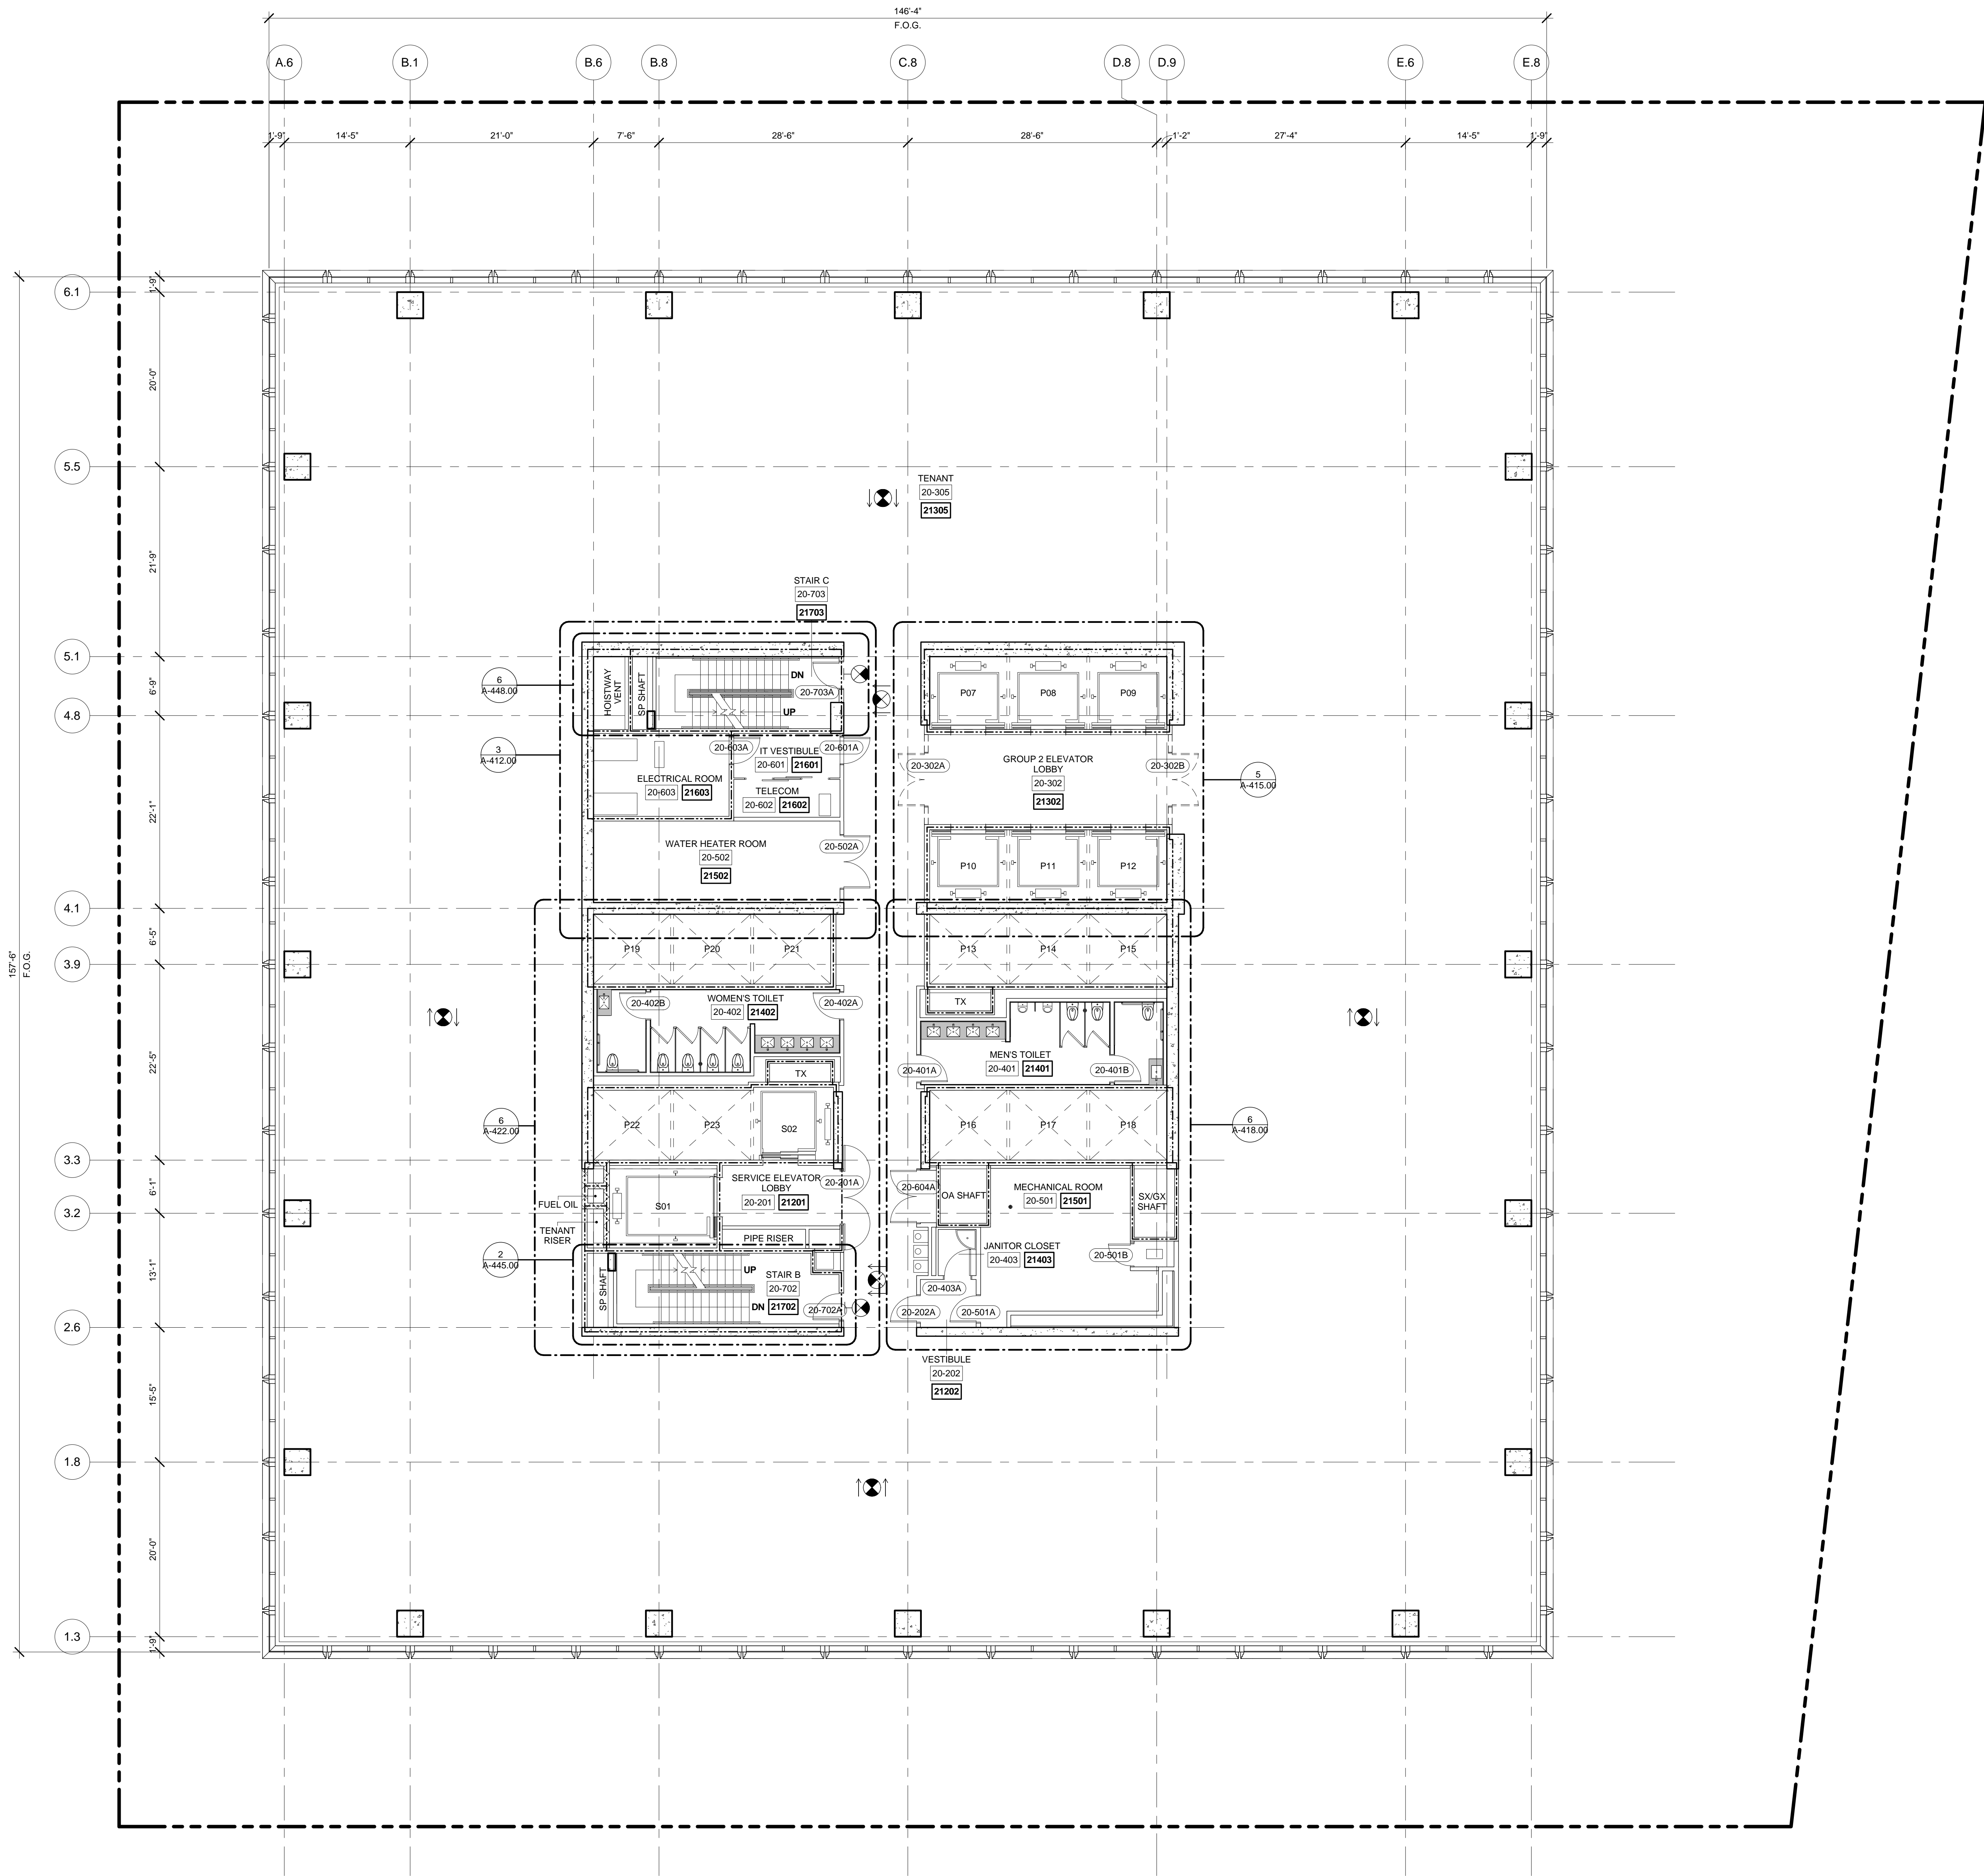 146'-4"
F.O.G.
A.6
B.1
B.6
B.8
C.8
D.8
D.9
E.6
E.8
1'-9"
14'-5"
21'-0"
7'-6"
28'-6"
28'-6"
1'-2"
27'-4"
14'-5"
1'-9"
157'-6"
F.O.G.
6.1
5.5
5.1
4.8
4.1
3.9
3.3
3.2
2.6
1.8
1.3
1'-9"
20'-0"
21'-9"
6'-9"
22'-1"
6'-5"
22'-5"
6'-1"
13'-1"
15'-5"
20'-0"
1'-9"
TENANT
20-305
21305
STAIR C
20-703
21703
6
A-448.00
3
A-412.00
HOISTWAY
VENT
SP SHAFT
DN
20-703A
UP
20-603A
IT VESTIBULE
20-601 21601
20-601A
ELECTRICAL ROOM
20-603 21603
TELECOM
20-602 21602
WATER HEATER ROOM
20-502
21502
20-502A
P07
P08
P09
20-302A
GROUP 2 ELEVATOR
LOBBY
20-302
21302
20-302B
5
A-415.00
P10
P11
P12
P19
P20
P21
P13
P14
P15
20-402B
WOMEN'S TOILET
20-402 21402
20-402A
TX
TX
MEN'S TOILET
20-401 21401
20-401A
20-401B
6
A-422.00
P22
P23
S02
P16
P17
P18
6
A-418.00
FUEL OIL
TENANT
RISER
S01
SERVICE ELEVATOR
LOBBY
20-201 21201
20-201A
PIPE RISER
20-604A
OA SHAFT
MECHANICAL ROOM
20-501 21501
SX/GX
SHAFT
2
A-445.00
SP SHAFT
UP
STAIR B
20-702
DN 21702
20-702A
JANITOR CLOSET
20-403 21403
20-501B
20-403A
20-202A
20-501A
VESTIBULE
20-202
21202